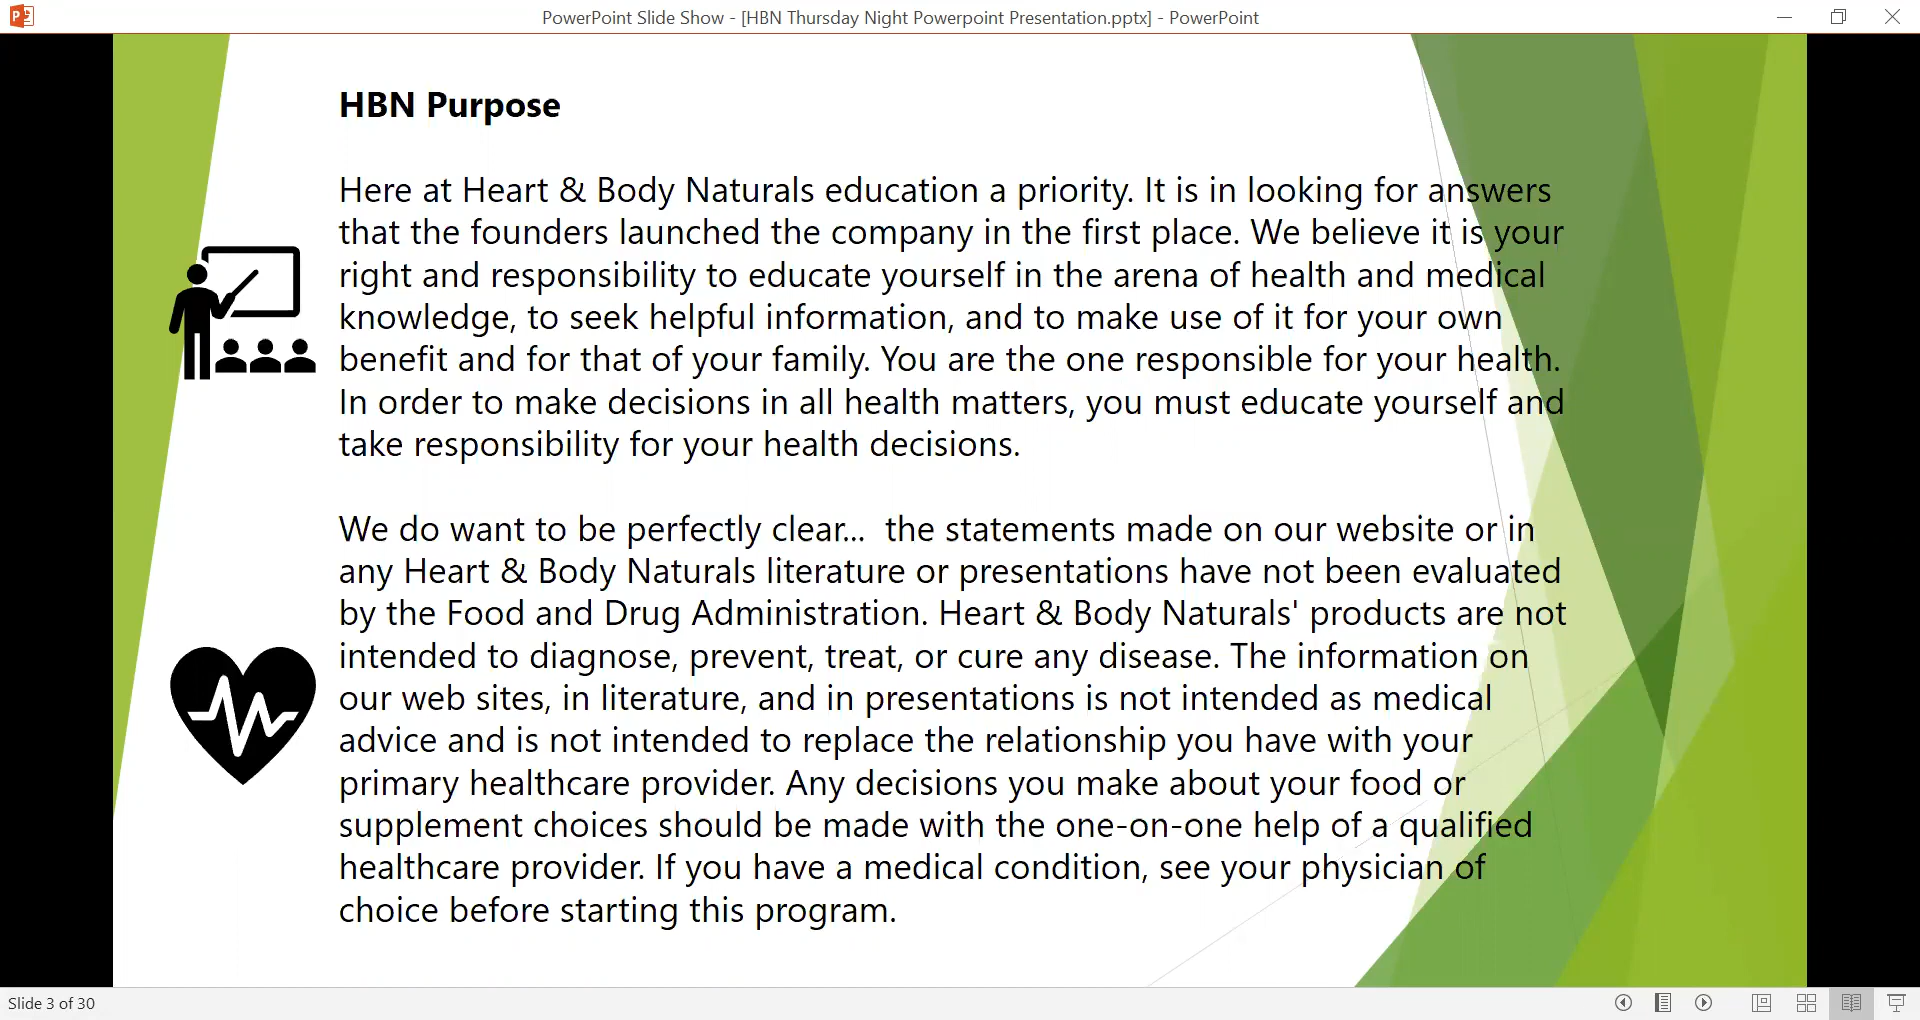 PowerPoint Slide Show - [HBN Thursday Night Powerpoint Presentation.pptx] - PowerPoint
HBN Purpose
Here at Heart & Body Naturals education a priority. It is in looking for answers
that the founders launched the company in the first place. We believe it is your
right and responsibility to educate yourself in the arena of health and medical
knowledge, to seek helpful information, and to make use of it for your own
benefit and for that of your family. You are the one responsible for your health.
In order to make decisions in all health matters, you must educate yourself and
take responsibility for your health decisions.
We do want to be perfectly clear...  the statements made on our website or in
any Heart & Body Naturals literature or presentations have not been evaluated
by the Food and Drug Administration. Heart & Body Naturals' products are not
intended to diagnose, prevent, treat, or cure any disease. The information on
our web sites, in literature, and in presentations is not intended as medical
advice and is not intended to replace the relationship you have with your
primary healthcare provider. Any decisions you make about your food or
supplement choices should be made with the one-on-one help of a qualified
healthcare provider. If you have a medical condition, see your physician of
choice before starting this program.
Slide 3 of 30